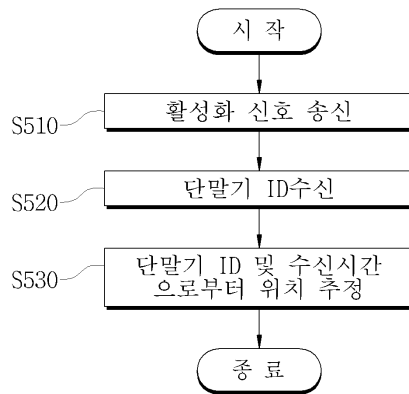 시 작
S510
활성화 신호 송신
S520
단말기 ID수신
S530
단말기 ID 및 수신시간
으로부터 위치 추정
종 료